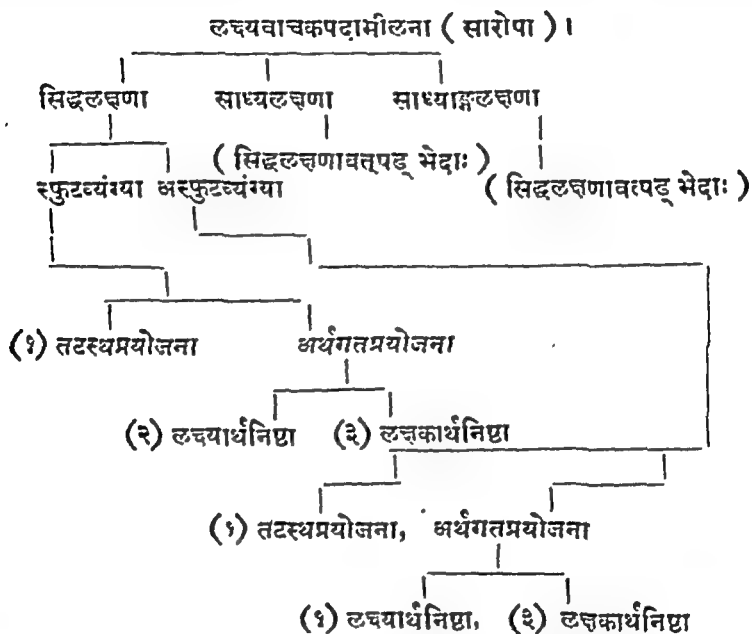 लक्ष्यवाचकपदामीलना ( सारोपा ) ।
सिद्धलक्षणा साध्यलक्षणा साध्याङ्गलक्षणा
( सिद्धलक्षणावत्षड् भेदाः )
स्फुटव्यंग्या अस्फुटव्यंग्या ( सिद्धलक्षणावत्षड् भेदाः )
(१) तटस्थप्रयोजना अर्थगतप्रयोजना
(२) लक्ष्यार्थनिष्ठा (३) लक्षकार्थनिष्ठा
(१) तटस्थप्रयोजना, अर्थगतप्रयोजना
(१) लक्ष्यार्थनिष्ठा, (३) लक्षकार्थनिष्ठा